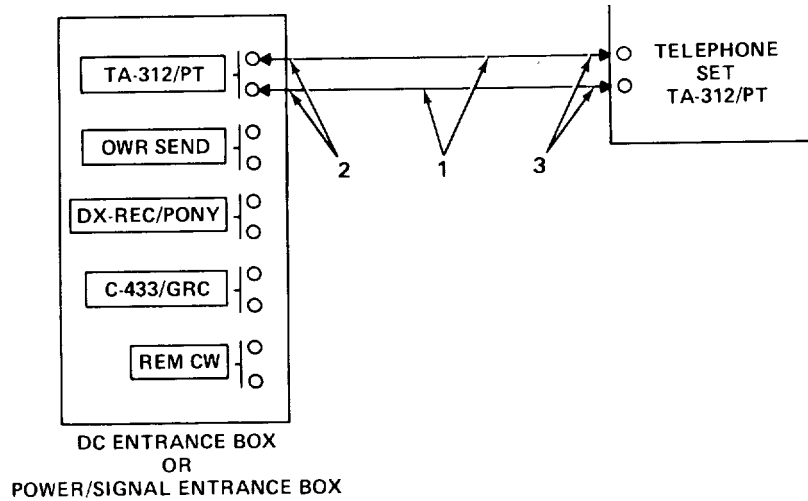 TA-312/PT
OWR SEND
DX-REC/PONY
C-433/GRC
REM CW
2
1
3
TELEPHONE
SET
TA-312/PT
DC ENTRANCE BOX
OR
POWER/SIGNAL ENTRANCE BOX